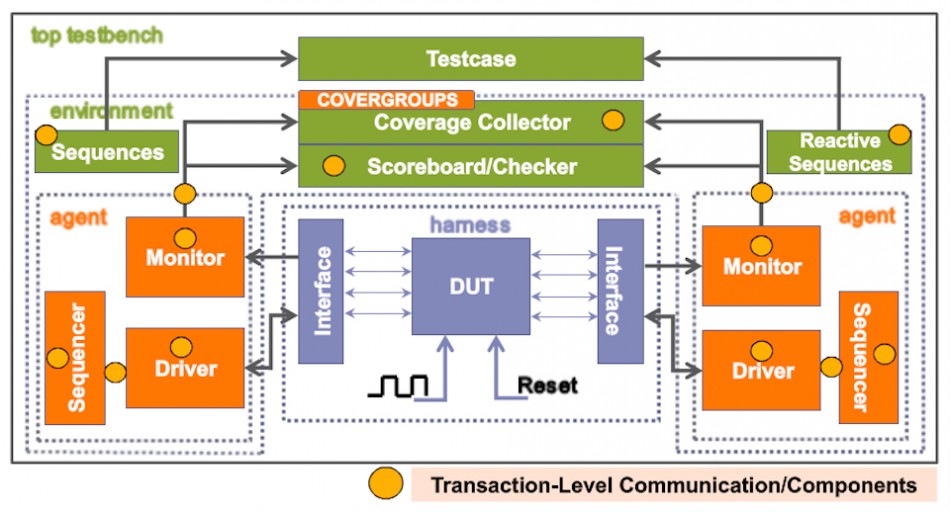 top testbench
Testcase
environment
COVERGROUPS
Coverage Collector
Sequences
Scoreboard/Checker
Reactive
Sequences
agent
Monitor
Sequencer
Driver
harness
Interface
DUT
Interface
Reset
agent
Monitor
Driver
Sequencer
Transaction-Level Communication/Components